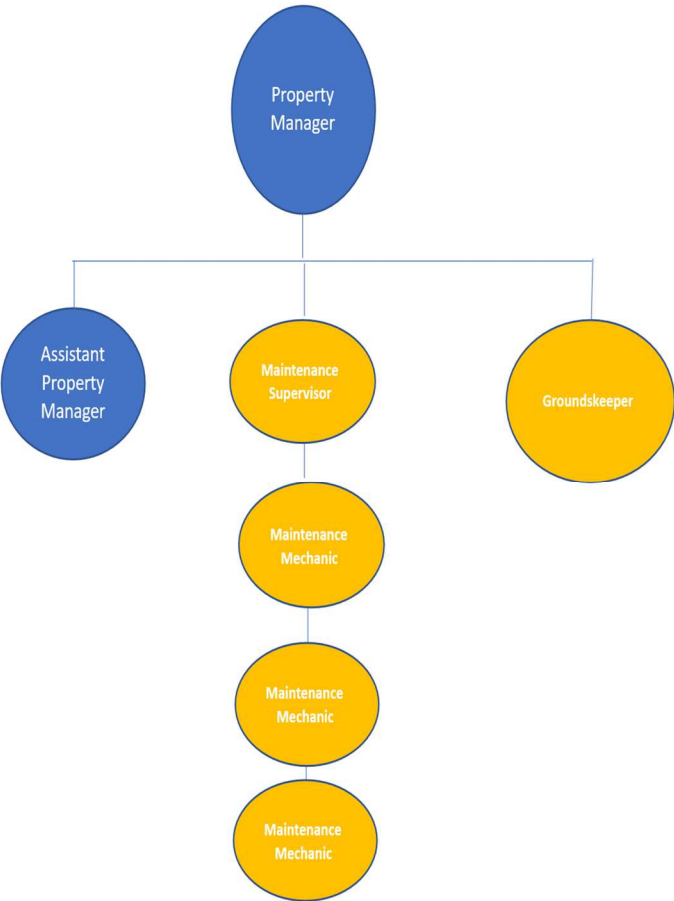 Property
Manager
Assistant
Property
Manager
Maintenance
Supervisor
Groundskeeper
Maintenance
Mechanic
Maintenance
Mechanic
Maintenance
Mechanic